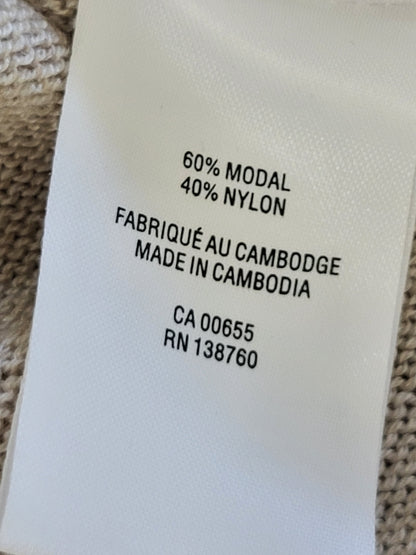 60% MODAL
40% NYLON
FABRIQUÉ AU CAMBODGE
MADE IN CAMBODIA
CA 00655
RN 138760